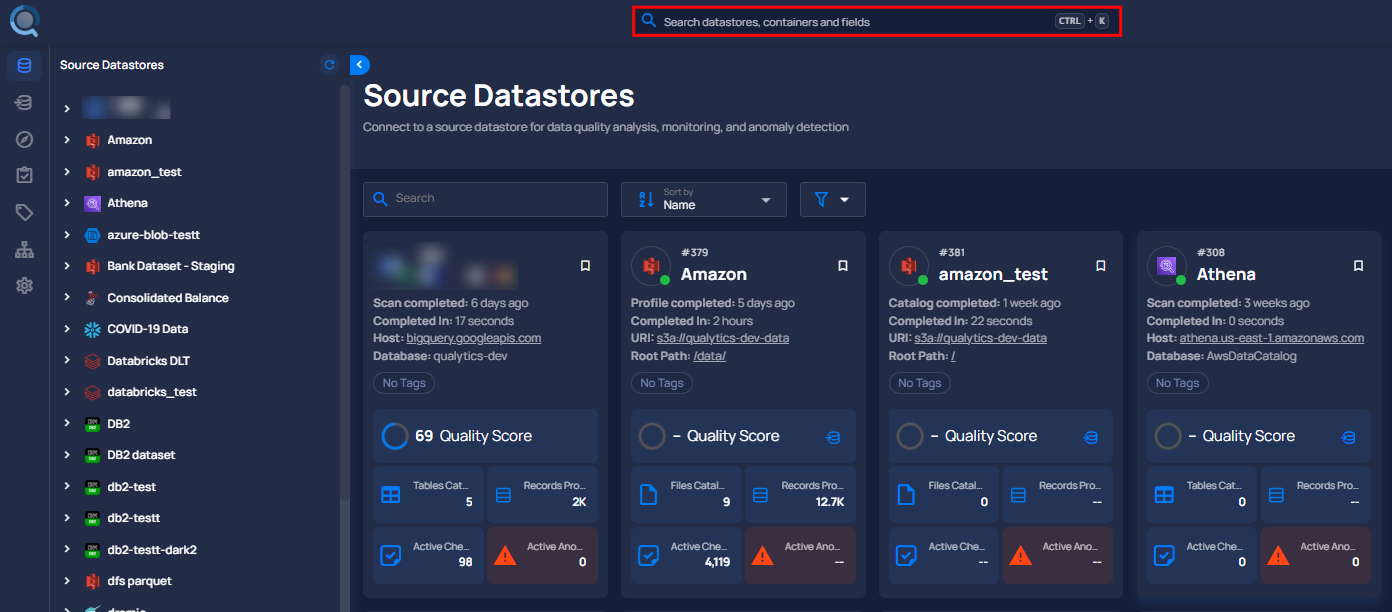 Search datastores, containers and fields CTRL + K
Source Datastores
Amazon
amazon_test
Athena
azure-blob-testt
Bank Dataset - Staging
Consolidated Balance
COVID-19 Data
Databricks DLT
databricks_test
DB2
DB2 dataset
db2-test
db2-testt
db2-testt-dark2
dfs parquet
dremio
Source Datastores
Connect to a source datastore for data quality analysis, monitoring, and anomaly detection
Search
Sort by
Name
Scan completed: 6 days ago
Completed In: 17 seconds
Host: bigquery.googleapis.com
Database: qualytics-dev
No Tags
69 Quality Score
Tables Cat... 5
Records Pro... 2K
Active Che... 98
Active Ano... 0
#379
Amazon
Profile completed: 5 days ago
Completed In: 2 hours
URI: s3a://qualytics-dev-data
Root Path: /data/
No Tags
– Quality Score
Files Catal... 9
Records Pro... 12.7K
Active Che... 4,119
Active Ano... --
#381
amazon_test
Catalog completed: 1 week ago
Completed In: 22 seconds
URI: s3a://qualytics-dev-data
Root Path: /
No Tags
– Quality Score
Files Catal... 0
Records Pro... --
Active Che... --
Active Ano... --
#308
Athena
Scan completed: 3 weeks ago
Completed In: 0 seconds
Host: athena.us-east-1.amazonaws.com
Database: AwsDataCatalog
No Tags
– Quality Score
Tables Cat... 0
Records Pro... --
Active Che... 0
Active Ano... 0